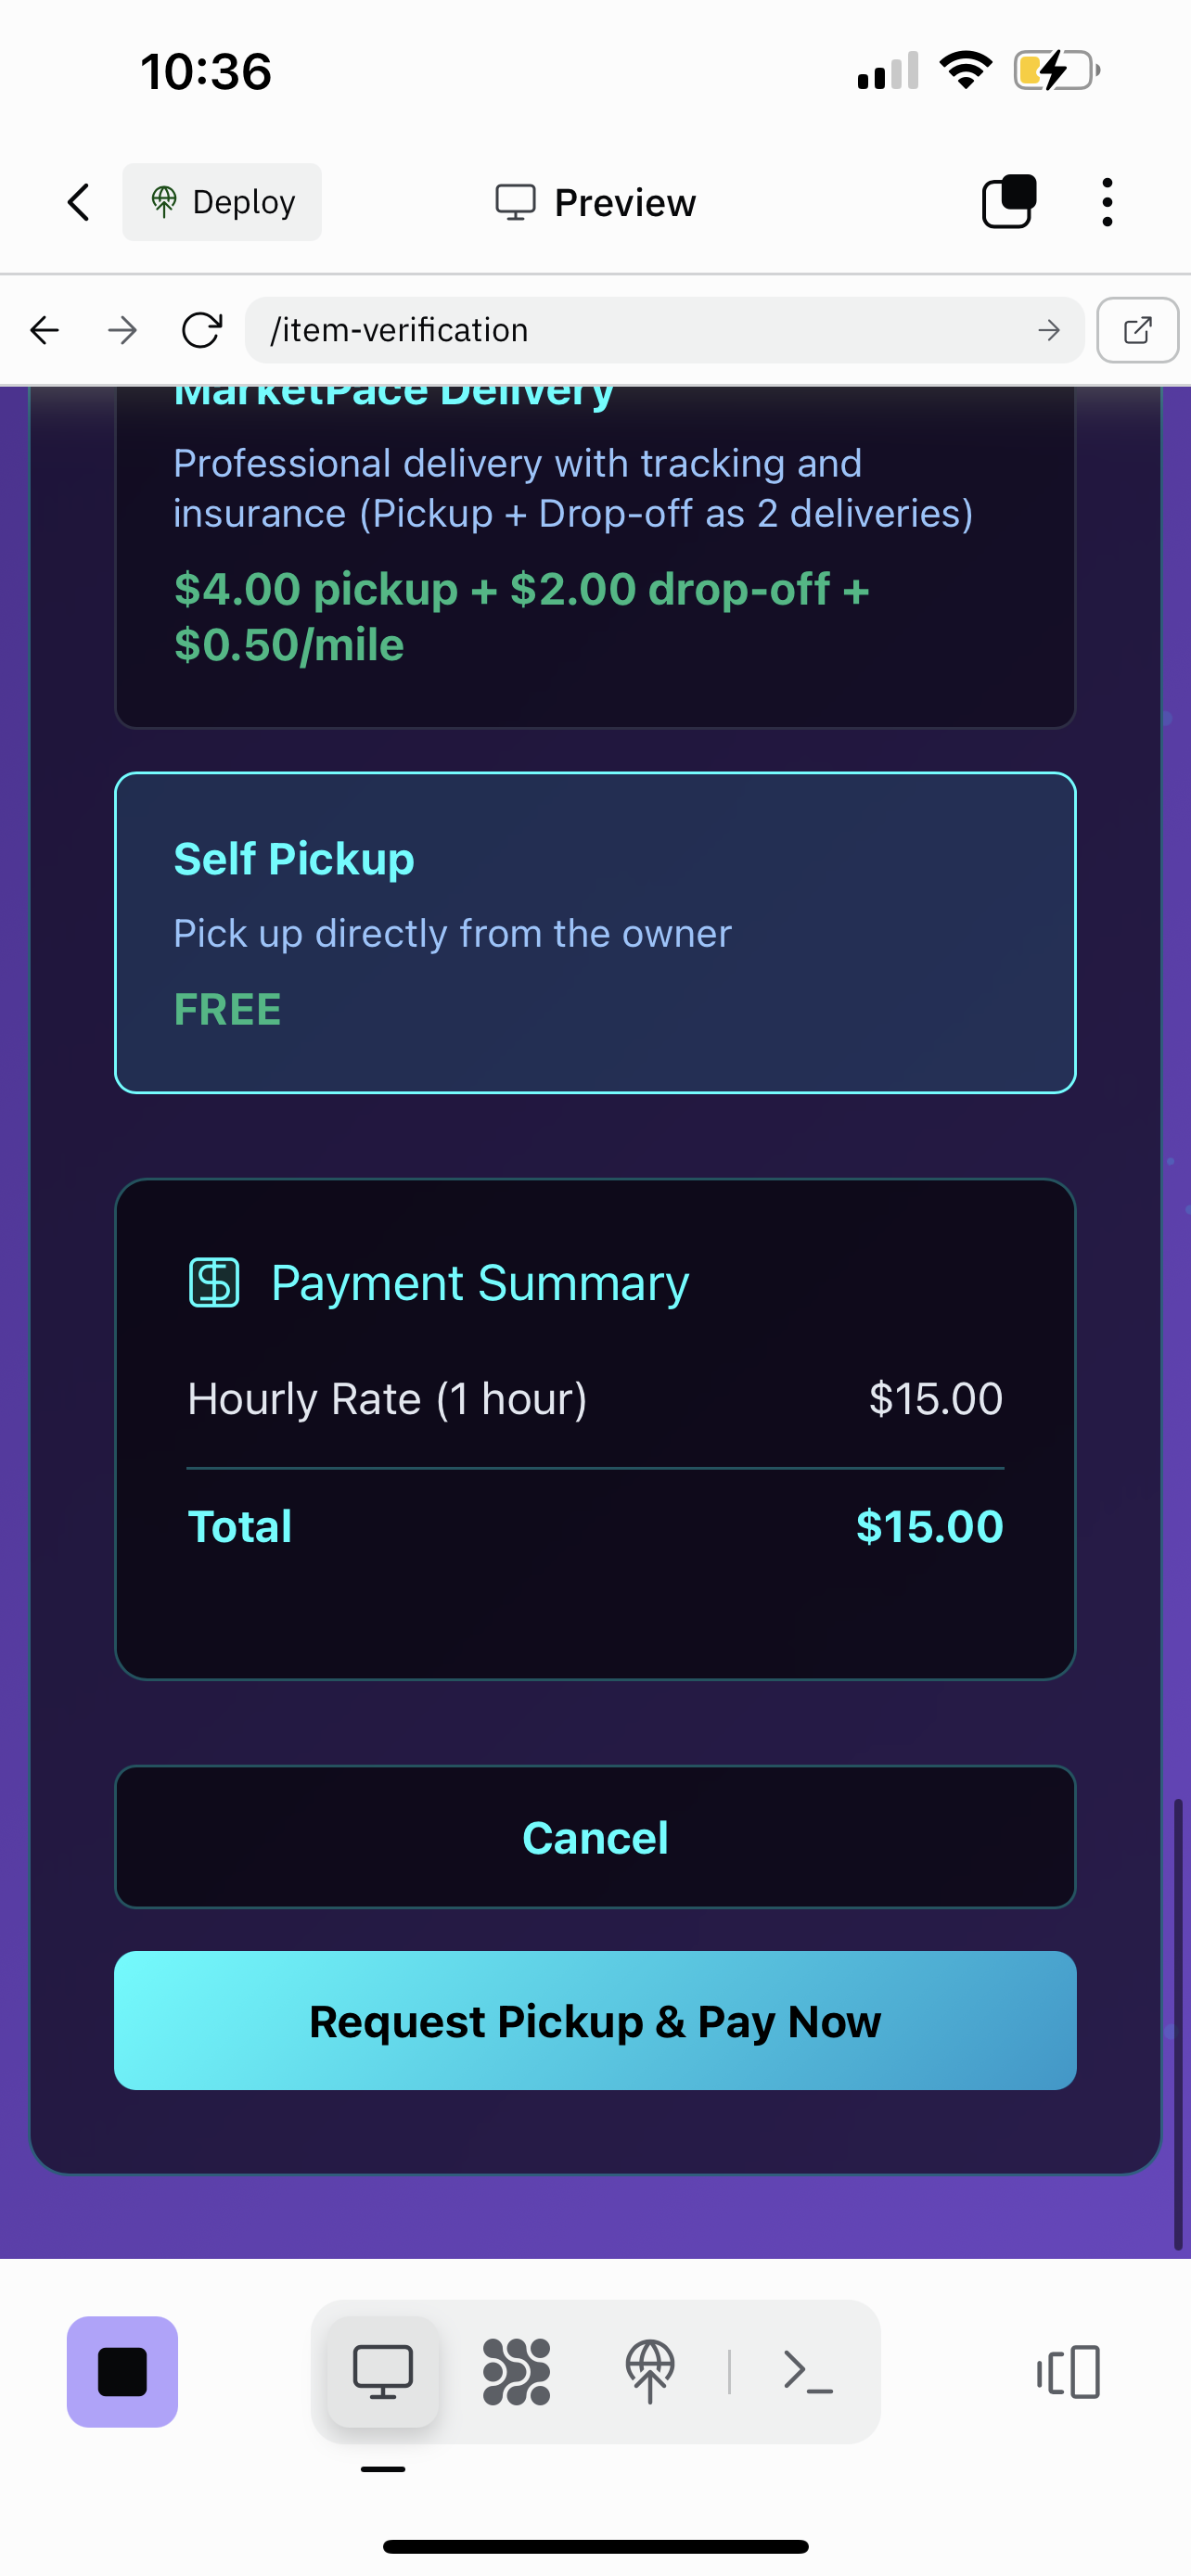 10:36
Deploy
Preview
/item-verification
MarketPace Delivery
Professional delivery with tracking and
insurance (Pickup + Drop-off as 2 deliveries)
$4.00 pickup + $2.00 drop-off +
$0.50/mile
Self Pickup
Pick up directly from the owner
FREE
Payment Summary
Hourly Rate (1 hour) $15.00
Total $15.00
Cancel
Request Pickup & Pay Now